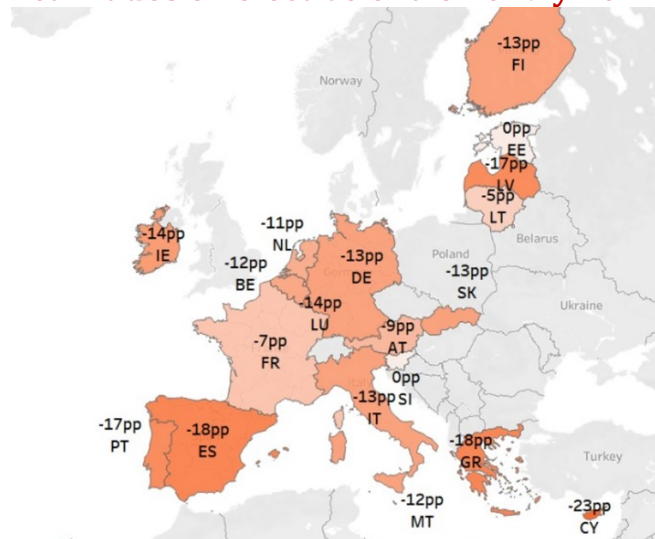 -13pp
FI
Norway
0pp
EE
-17pp
LV
-5pp
LT
Belarus
-14pp
IE
-11pp
NL
-12pp
BE
-13pp
DE
Poland
-13pp
SK
Ukraine
-14pp
LU
-9pp
AT
-7pp
FR
0pp
SI
-13pp
IT
-17pp
PT
-18pp
ES
-18pp
GR
Turkey
-12pp
MT
-23pp
CY